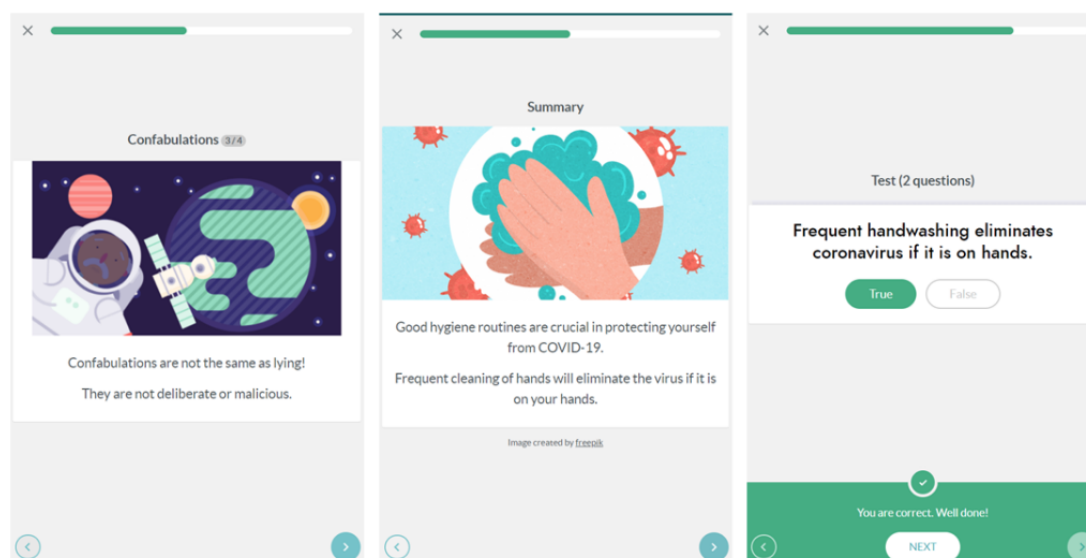 Confabulations 3/4
Confabulations are not the same as lying!
They are not deliberate or malicious.
Summary
Good hygiene routines are crucial in protecting yourself
from COVID-19.
Frequent cleaning of hands will eliminate the virus if it is
on your hands.
Image created by freepik
Test (2 questions)
Frequent handwashing eliminates
coronavirus if it is on hands.
True
False
You are correct. Well done!
NEXT